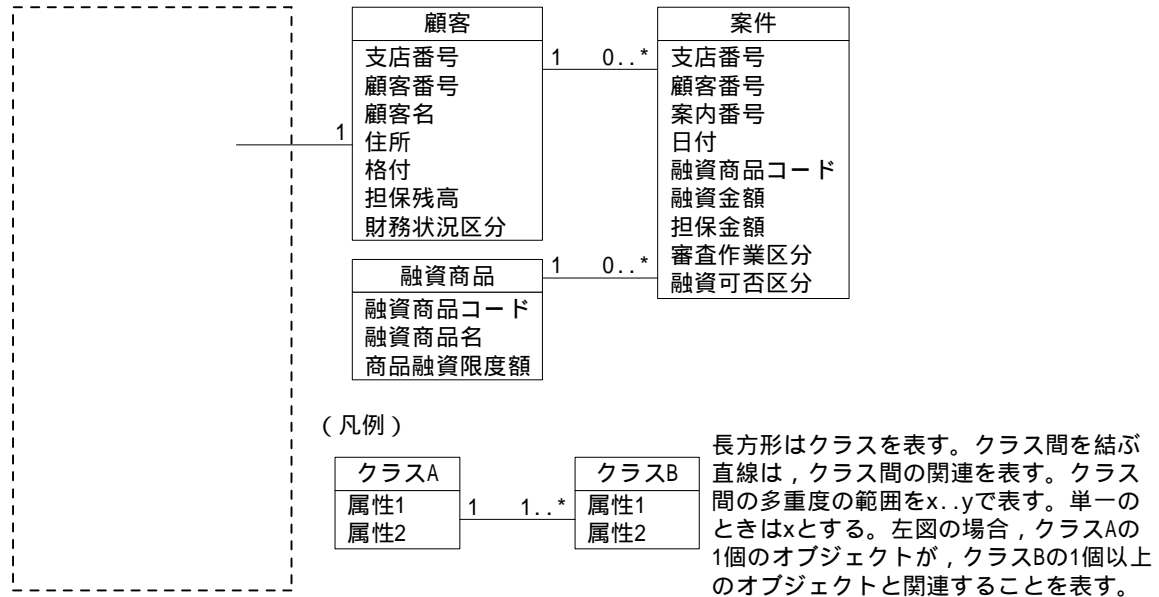 顧客
支店番号
顧客番号
顧客名
住所
格付
担保残高
財務状況区分
1
1 0..*
案件
支店番号
顧客番号
案内番号
日付
融資商品コード
融資金額
担保金額
審査作業区分
融資可否区分
融資商品
融資商品コード
融資商品名
商品融資限度額
1 0..*
(凡例)
クラスA
属性1
属性2
1 1..*
クラスB
属性1
属性2
長方形はクラスを表す。クラス間を結ぶ
直線は，クラス間の関連を表す。クラス
間の多重度の範囲をx..yで表す。単一の
ときはxとする。左図の場合，クラスAの
1個のオブジェクトが，クラスBの1個以上
のオブジェクトと関連することを表す。